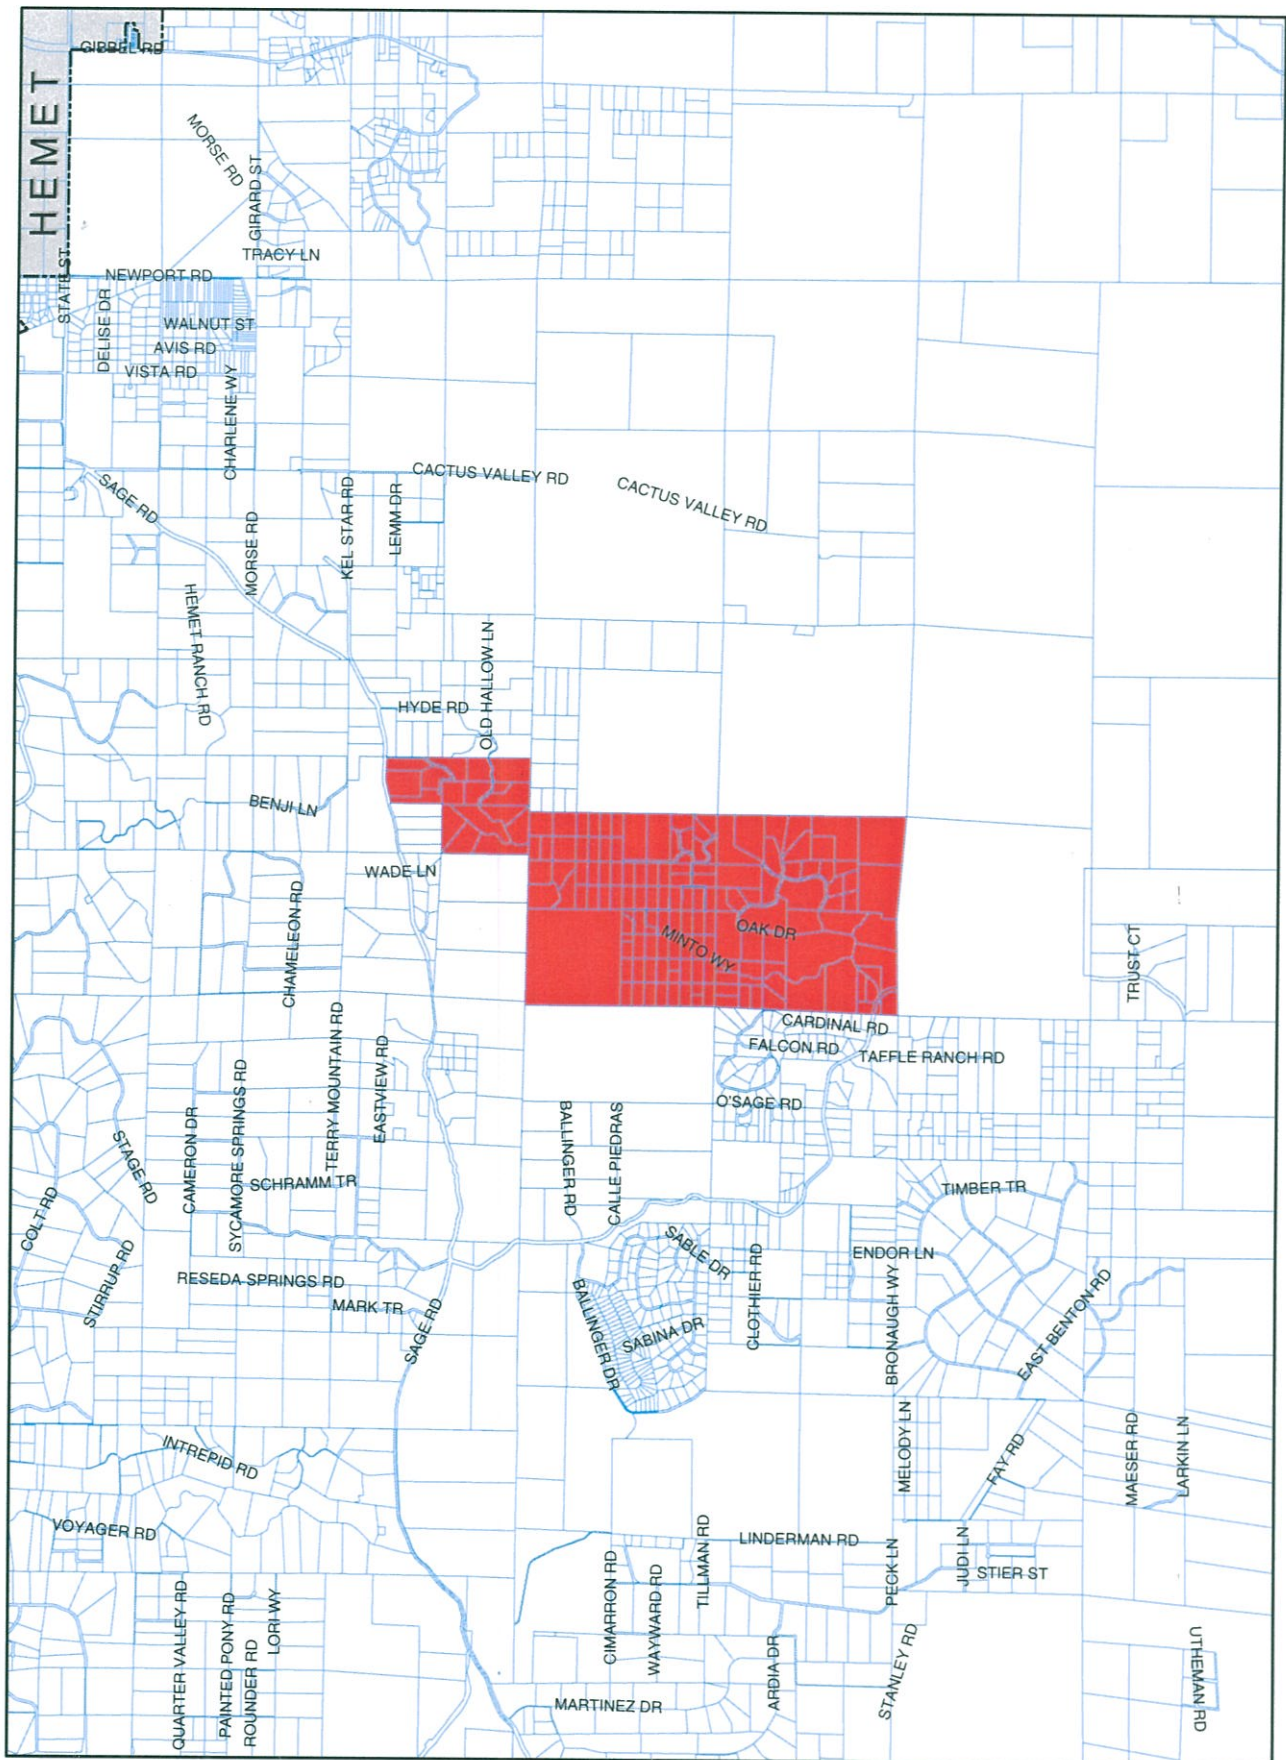 GIBBEL RD
HEMET
MORSE RD
GIRARD ST
TRACY LN
STATE ST
NEWPORT RD
DELISE DR
WALNUT ST
AVIS RD
VISTA RD
CHARLENE WY
CACTUS VALLEY RD
CACTUS VALLEY RD
SAGE RD
KEL STAR RD
LEMM DR
MORSE RD
HEMET RANCH RD
OLD HALLOW LN
HYDE RD
BENJI LN
WADE LN
CHAMELEON RD
OAK DR
MINTO WY
TRUST CT
CARDINAL RD
FALCON RD
TAFFLE RANCH RD
O'SAGE RD
TERRY MOUNTAIN RD
EASTVIEW RD
SYCAMORE SPRINGS RD
CAMERON DR
STAGE RD
SCHRAMM TR
BALLINGER RD
CALLE PIEDRAS
TIMBER TR
COLT RD
STIRRUP RD
RESEDA SPRINGS RD
MARK TR
SAGE RD
SABLE DR
CLOTHIER RD
ENDOR LN
BRONAUGH WY
BALLINGER DR
SABINA DR
EAST BENTON RD
MELODY LN
FAY RD
MAESER RD
LARKIN LN
INTREPID RD
VOYAGER RD
LINDERMAN RD
TILLMAN RD
CIMARRON RD
WAYWARD RD
PECK LN
JUDI LN
STIER ST
QUARTER VALLEY RD
PAINTED PONY RD
ROUNDER RD
LORI WY
MARTINEZ DR
ARDIA DR
STANLEY RD
UTHEMAN RD